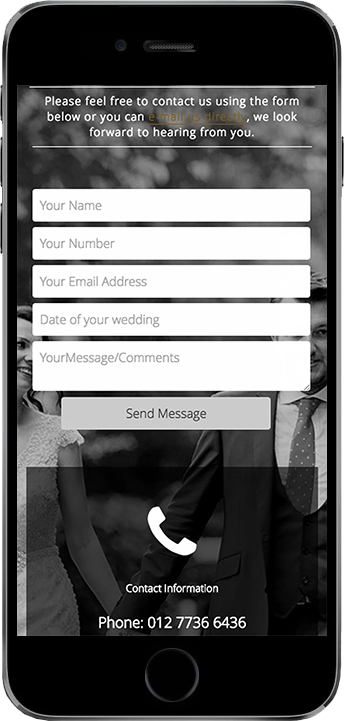 Please feel free to contact us using the form
below or you can e-mail us directly, we look
forward to hearing from you.
Your Name
Your Number
Your Email Address
Date of your wedding
YourMessage/Comments
Send Message
Contact Information
Phone: 012 7736 6436